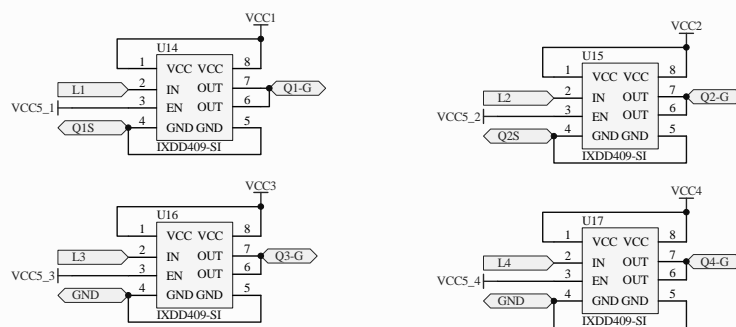 VCC1
U14
1 VCC VCC 8
L1 2 IN OUT 7 Q1-G
VCC5_1 3 EN OUT 6
Q1S 4 GND GND 5
IXDD409-SI
VCC2
U15
1 VCC VCC 8
L2 2 IN OUT 7 Q2-G
VCC5_2 3 EN OUT 6
Q2S 4 GND GND 5
IXDD409-SI
VCC3
U16
1 VCC VCC 8
L3 2 IN OUT 7 Q3-G
VCC5_3 3 EN OUT 6
GND 4 GND GND 5
IXDD409-SI
VCC4
U17
1 VCC VCC 8
L4 2 IN OUT 7 Q4-G
VCC5_4 3 EN OUT 6
GND 4 GND GND 5
IXDD409-SI